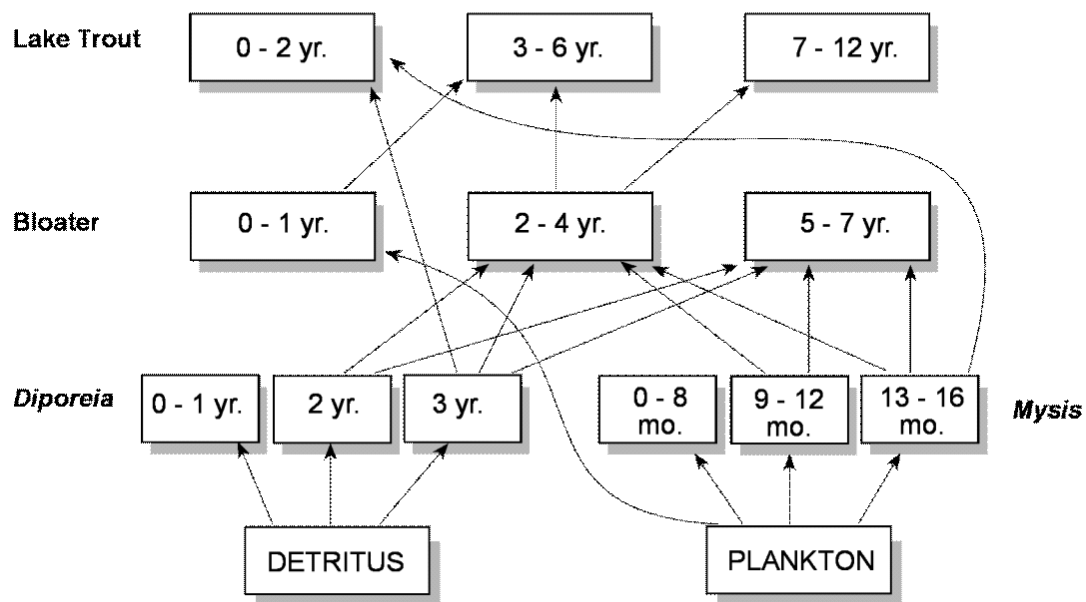 Lake Trout
0 - 2 yr.
3 - 6 yr.
7 - 12 yr.
Bloater
0 - 1 yr.
2 - 4 yr.
5 - 7 yr.
Diporeia
0 - 1 yr.
2 yr.
3 yr.
0 - 8
mo.
9 - 12
mo.
13 - 16
mo.
Mysis
DETRITUS
PLANKTON